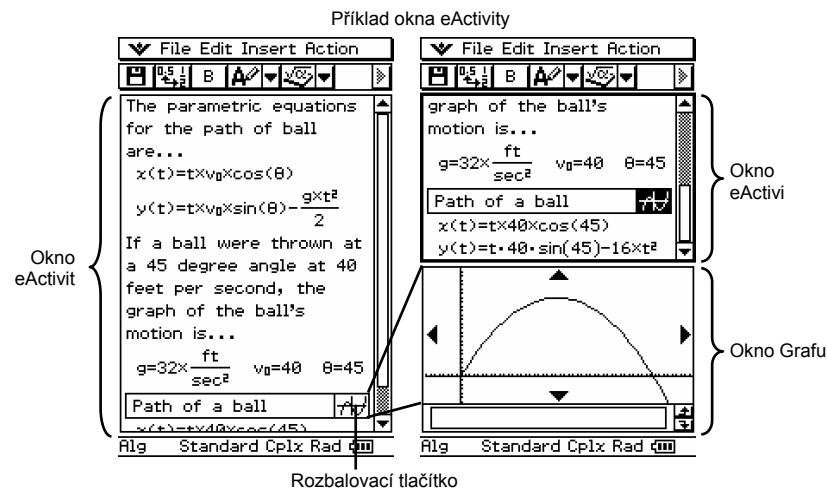 Příklad okna eActivity
File Edit Insert Action
B
The parametric equations
for the path of ball
are...
x(t)=t×v₀×cos(θ)
y(t)=t×v₀×sin(θ)-g×t²/2
If a ball were thrown at
a 45 degree angle at 40
feet per second, the
graph of the ball's
motion is...
g=32×ft/sec² v₀=40 θ=45
Path of a ball
x(t)=t×40×cos(45)
Alg Standard Cplx Rad
Okno
eActivit
Rozbalovací tlačítko
File Edit Insert Action
B
graph of the ball's
motion is...
g=32×ft/sec² v₀=40 θ=45
Path of a ball
x(t)=t×40×cos(45)
y(t)=t·40·sin(45)-16×t²
Alg Standard Cplx Rad
Okno
eActivi
Okno Grafu